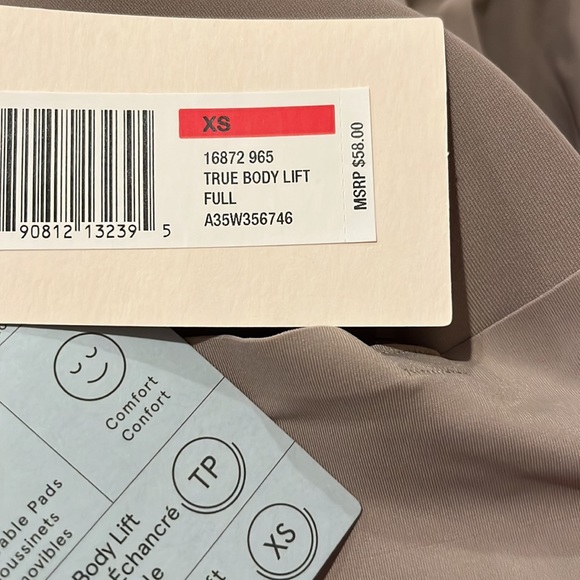 XS
16872 965
TRUE BODY LIFT
FULL
A35W356746
MSRP $58.00
90812 13239 5
Comfort
Confort
TP
XS
Pads
Body Lift
Échancré